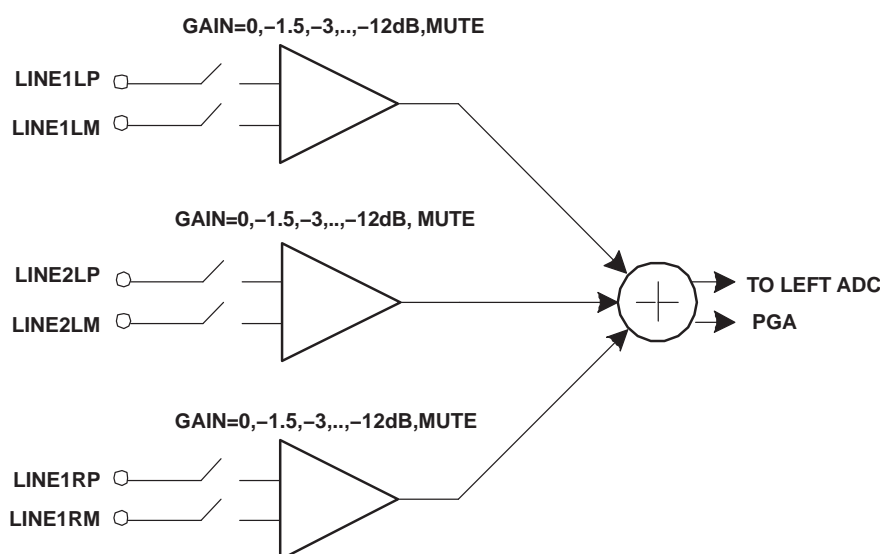 GAIN=0,−1.5,−3,..,−12dB,MUTE
LINE1LP
LINE1LM
GAIN=0,−1.5,−3,..,−12dB, MUTE
LINE2LP
LINE2LM
TO LEFT ADC
PGA
GAIN=0,−1.5,−3,..,−12dB,MUTE
LINE1RP
LINE1RM